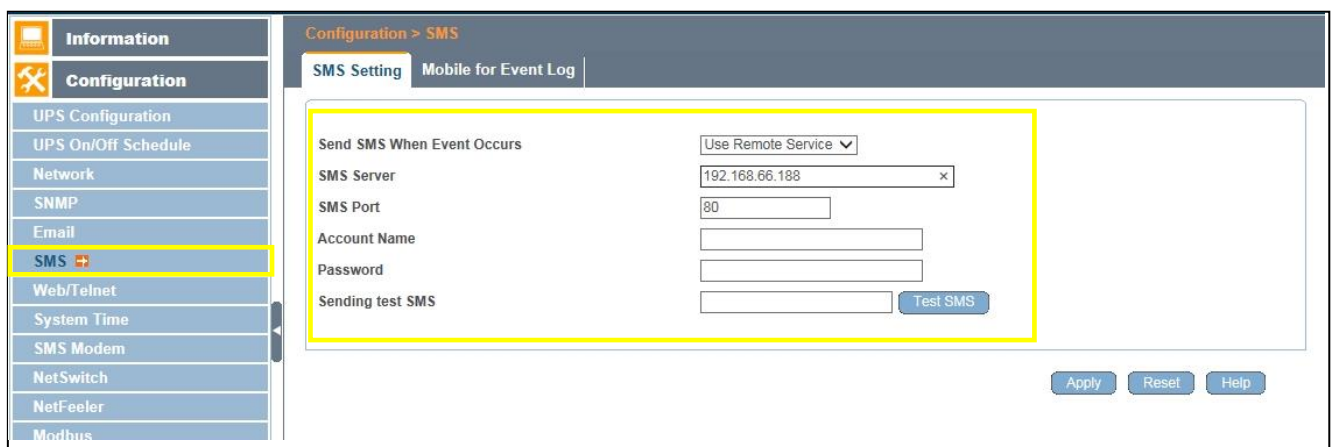 Information
Configuration
UPS Configuration
UPS On/Off Schedule
Network
SNMP
Email
SMS
Web/Telnet
System Time
SMS Modem
NetSwitch
NetFeeler
Modbus
Configuration > SMS
SMS Setting Mobile for Event Log
Send SMS When Event Occurs Use Remote Service
SMS Server 192.168.66.188 ×
SMS Port 80
Account Name
Password
Sending test SMS Test SMS
Apply Reset Help